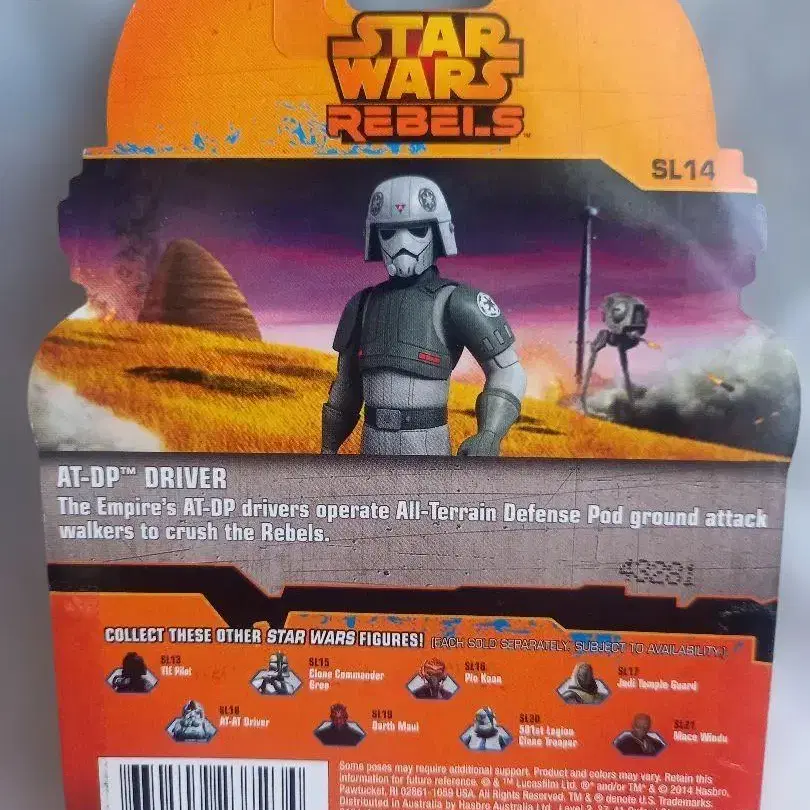 STAR
WARS
REBELS
SL14
AT-DP™ DRIVER
The Empire's AT-DP drivers operate All-Terrain Defense Pod ground attack
walkers to crush the Rebels.
43281
COLLECT THESE OTHER STAR WARS FIGURES! (EACH SOLD SEPARATELY, SUBJECT TO AVAILABILITY.)
SL13
TIE Pilot
SL15
Clone Commander
Gree
SL16
Plo Koon
SL17
Jedi Temple Guard
SL18
AT-AT Driver
SL19
Darth Maul
SL20
501st Legion
Clone Trooper
SL21
Mace Windu
Some poses may require additional support. Product and colors may vary. Retain this
information for future reference. © & ™ Lucasfilm Ltd. ®* and/or TM* & © 2014 Hasbro,
Pawtucket, RI 02861-1059 USA. All Rights Reserved. TM & ® denote U.S. Trademarks.
Distributed in Australia by Hasbro Australia Ltd., Level 2,